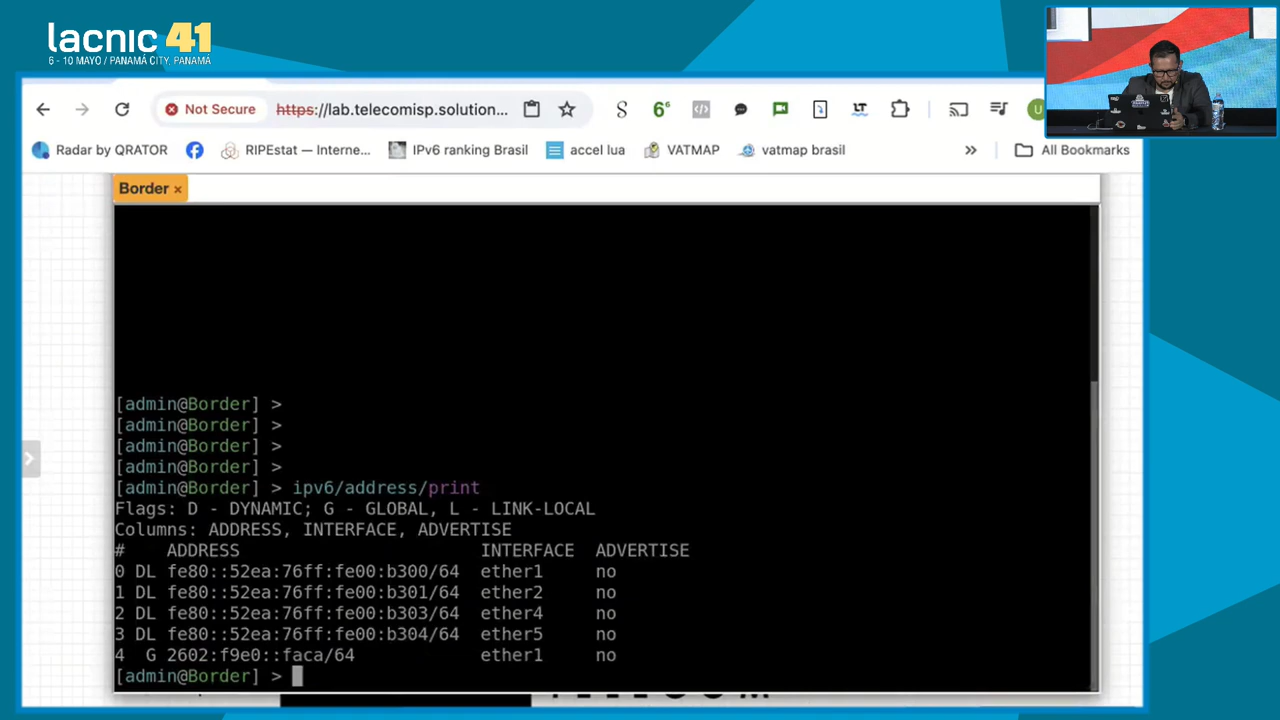 lacnic 41
6 - 10 MAYO / PANAMÁ CITY, PANAMÁ
Not Secure https://lab.telecomsp.solution...
Radar by QRATOR RIPEstat — Interne... IPv6 ranking Brasil accel lua VATMAP vatmap brasil » All Bookmarks
Border ×
[admin@Border] >
[admin@Border] >
[admin@Border] >
[admin@Border] >
[admin@Border] > ipv6/address/print
Flags: D - DYNAMIC; G - GLOBAL, L - LINK-LOCAL
Columns: ADDRESS, INTERFACE, ADVERTISE
# ADDRESS INTERFACE ADVERTISE
0 DL fe80::52ea:76ff:fe00:b300/64 ether1 no
1 DL fe80::52ea:76ff:fe00:b301/64 ether2 no
2 DL fe80::52ea:76ff:fe00:b303/64 ether4 no
3 DL fe80::52ea:76ff:fe00:b304/64 ether5 no
4 G 2602:f9e0::faca/64 ether1 no
[admin@Border] >